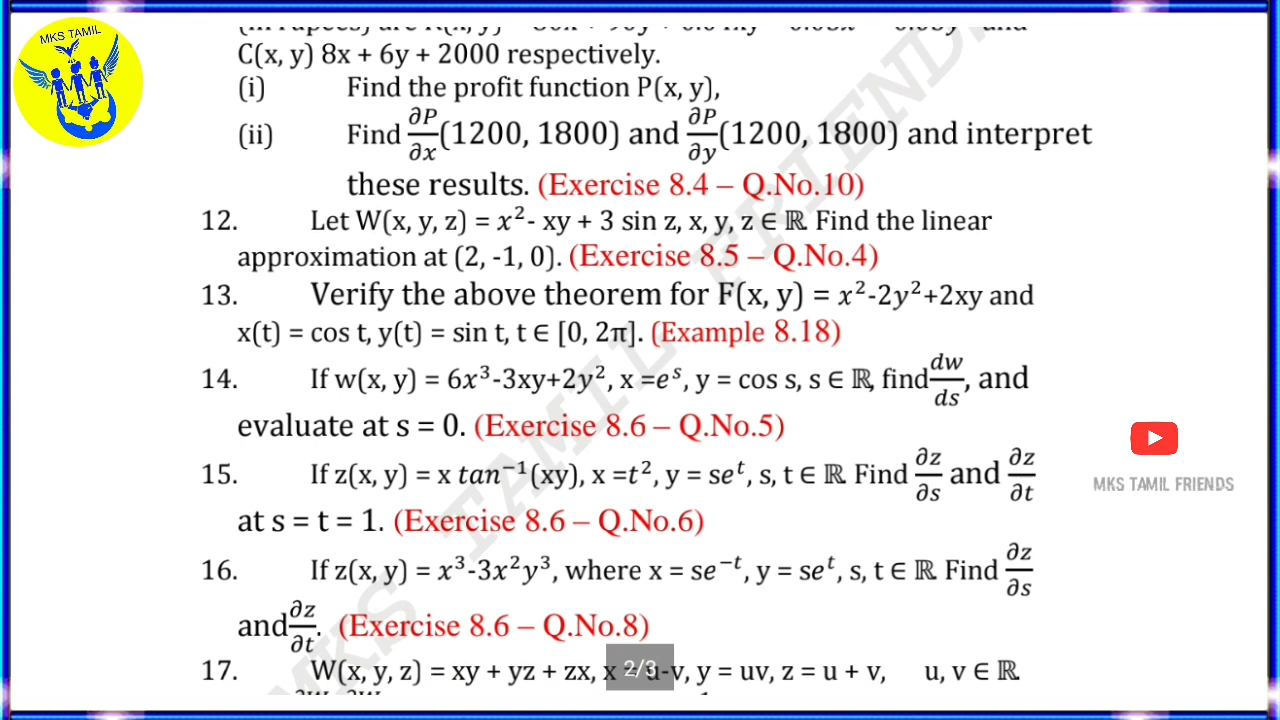 MKS TAMIL
C(x, y) 8x + 6y + 2000 respectively.
(i) Find the profit function P(x, y),
(ii) Find ∂P/∂x (1200, 1800) and ∂P/∂y (1200, 1800) and interpret
these results. (Exercise 8.4 – Q.No.10)
12. Let W(x, y, z) = x²- xy + 3 sin z, x, y, z ∈ ℝ. Find the linear
approximation at (2, -1, 0). (Exercise 8.5 – Q.No.4)
13. Verify the above theorem for F(x, y) = x²-2y²+2xy and
x(t) = cos t, y(t) = sin t, t ∈ [0, 2π]. (Example 8.18)
14. If w(x, y) = 6x³-3xy+2y², x =eˢ, y = cos s, s ∈ ℝ, find dw/ds, and
evaluate at s = 0. (Exercise 8.6 – Q.No.5)
15. If z(x, y) = x tan⁻¹(xy), x =t², y = seᵗ, s, t ∈ ℝ. Find ∂z/∂s and ∂z/∂t
at s = t = 1. (Exercise 8.6 – Q.No.6)
MKS TAMIL FRIENDS
16. If z(x, y) = x³-3x²y³, where x = se⁻ᵗ, y = seᵗ, s, t ∈ ℝ. Find ∂z/∂s
and ∂z/∂t. (Exercise 8.6 – Q.No.8)
17. W(x, y, z) = xy + yz + zx, x = u-v, y = uv, z = u + v, u, v ∈ ℝ.
2/3
MKS TAMIL FRIENDS